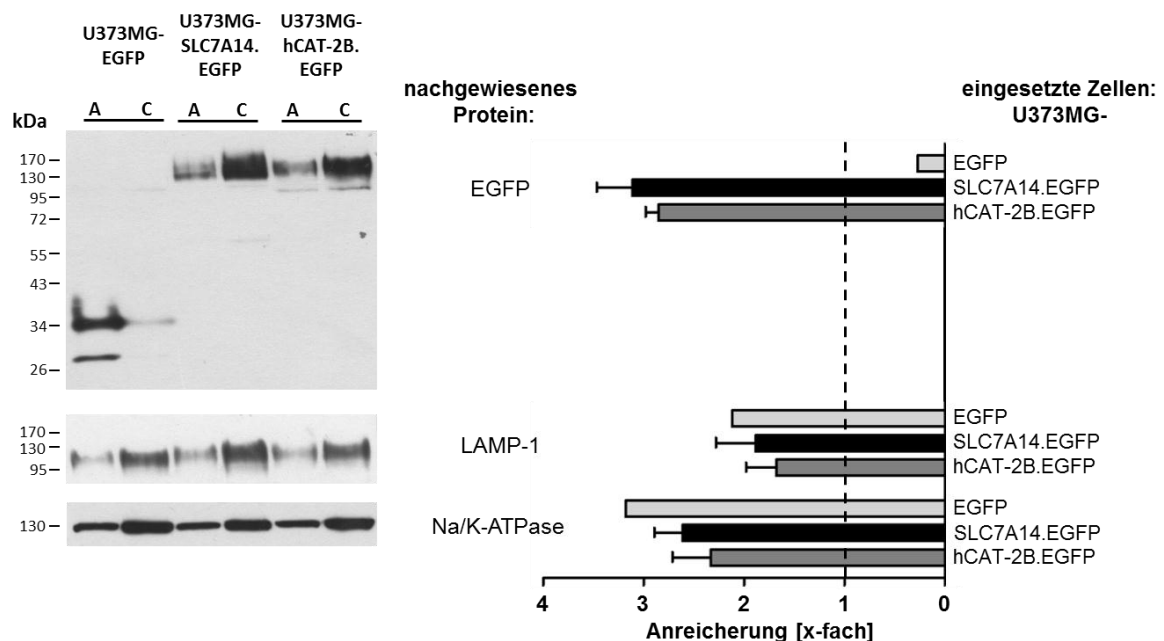 U373MG-
EGFP
U373MG-
SLC7A14.
EGFP
U373MG-
hCAT-2B.
EGFP
A C A C A C
kDa
170
130
95
72
55
43
34
26
170
130
95
130
nachgewiesenes
Protein:
eingesetzte Zellen:
U373MG-
EGFP
EGFP
SLC7A14.EGFP
hCAT-2B.EGFP
LAMP-1
EGFP
SLC7A14.EGFP
hCAT-2B.EGFP
Na/K-ATPase
EGFP
SLC7A14.EGFP
hCAT-2B.EGFP
4 3 2 1 0
Anreicherung [x-fach]